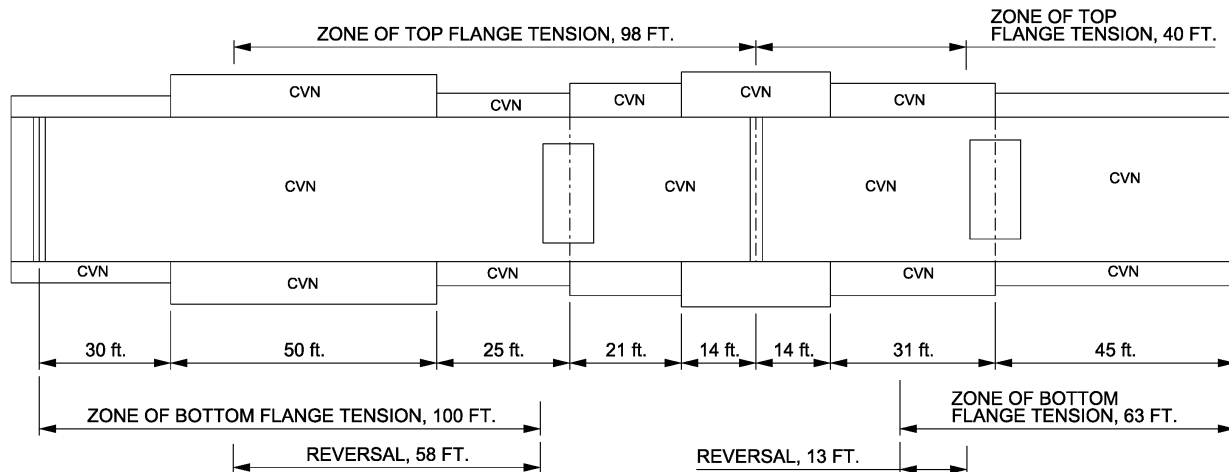 ZONE OF TOP FLANGE TENSION, 98 FT.
ZONE OF TOP
FLANGE TENSION, 40 FT.
CVN
CVN
CVN
CVN
CVN
CVN
CVN
CVN
CVN
CVN
CVN
CVN
CVN
CVN
30 ft.
50 ft.
25 ft.
21 ft.
14 ft.
14 ft.
31 ft.
45 ft.
ZONE OF BOTTOM FLANGE TENSION, 100 FT.
ZONE OF BOTTOM
FLANGE TENSION, 63 FT.
REVERSAL, 58 FT.
REVERSAL, 13 FT.